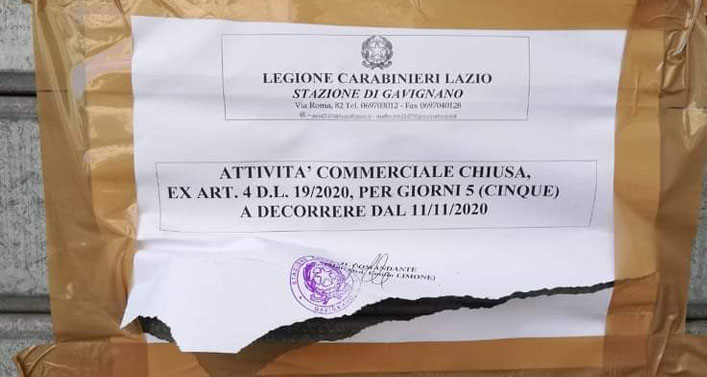 LEGIONE CARABINIERI LAZIO
STAZIONE DI GAVIGNANO
Via Roma, 82 Tel. 069703012 - Fax 0697040128
ATTIVITA’ COMMERCIALE CHIUSA,
EX ART. 4 D.L. 19/2020, PER GIORNI 5 (CINQUE)
A DECORRERE DAL 11/11/2020
COMANDANTE
LIMONE)
GAVIGNANO